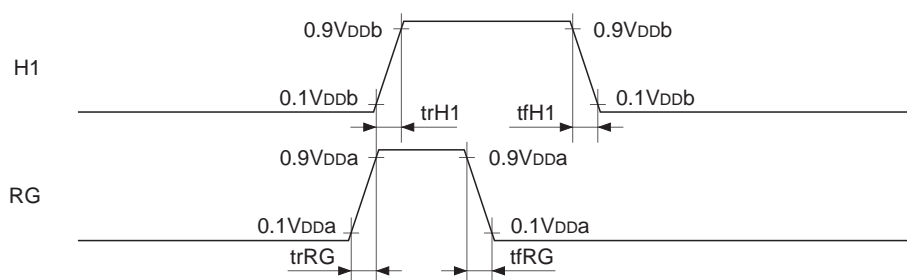 0.9VDDb 0.9VDDb
H1
0.1VDDb 0.1VDDb
trH1 tfH1
0.9VDDa 0.9VDDa
RG
0.1VDDa 0.1VDDa
trRG tfRG